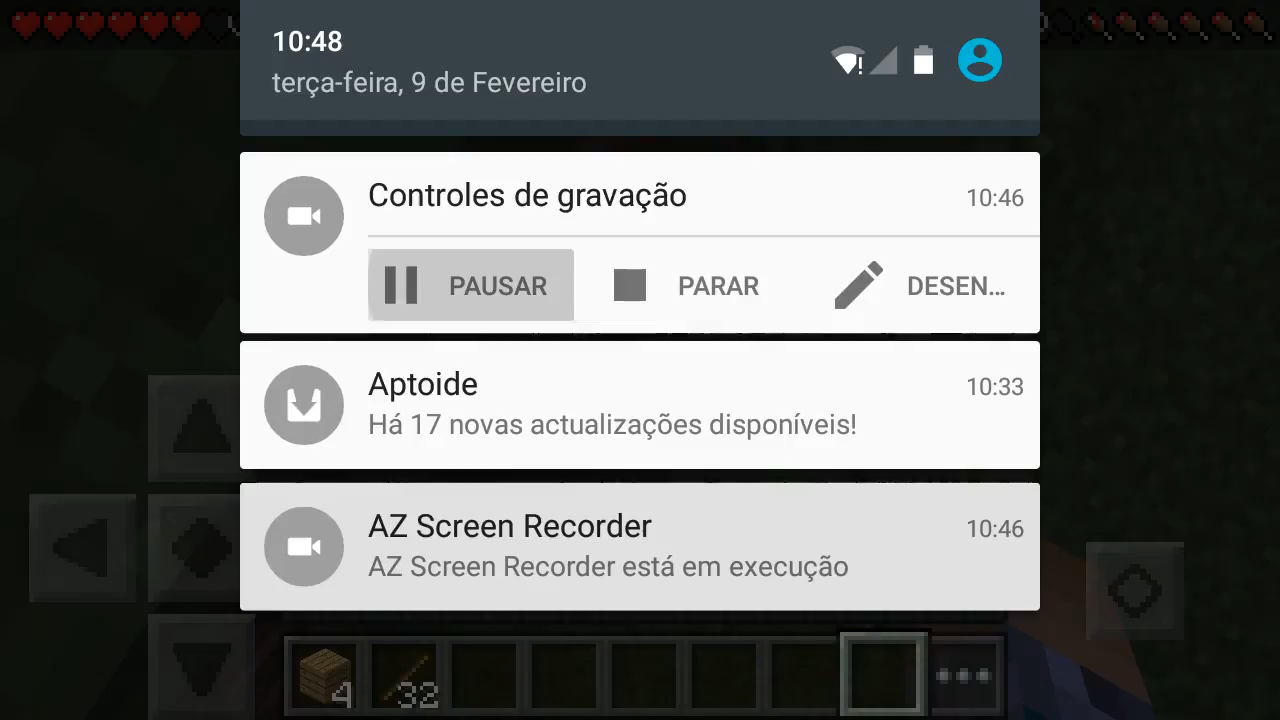 10:48
terça-feira, 9 de Fevereiro
Controles de gravação 10:46
PAUSAR PARAR DESEN...
Aptoide 10:33
Há 17 novas actualizações disponíveis!
AZ Screen Recorder 10:46
AZ Screen Recorder está em execução
4 32